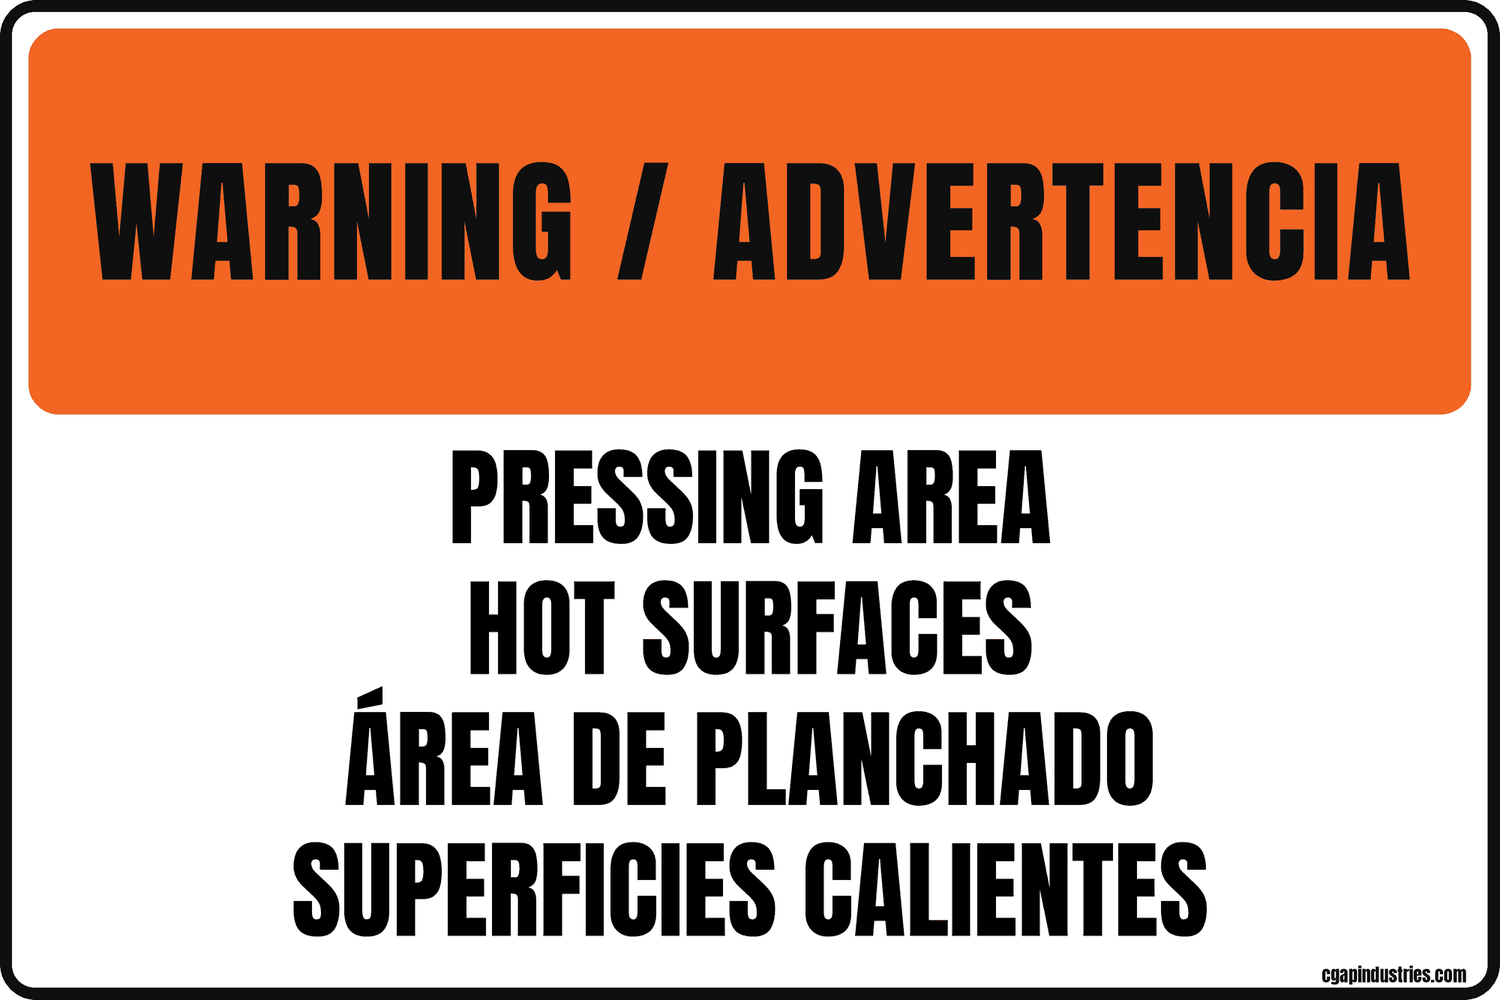 WARNING / ADVERTENCIA
PRESSING AREA
HOT SURFACES
ÁREA DE PLANCHADO
SUPERFICIES CALIENTES
cgapindustries.com